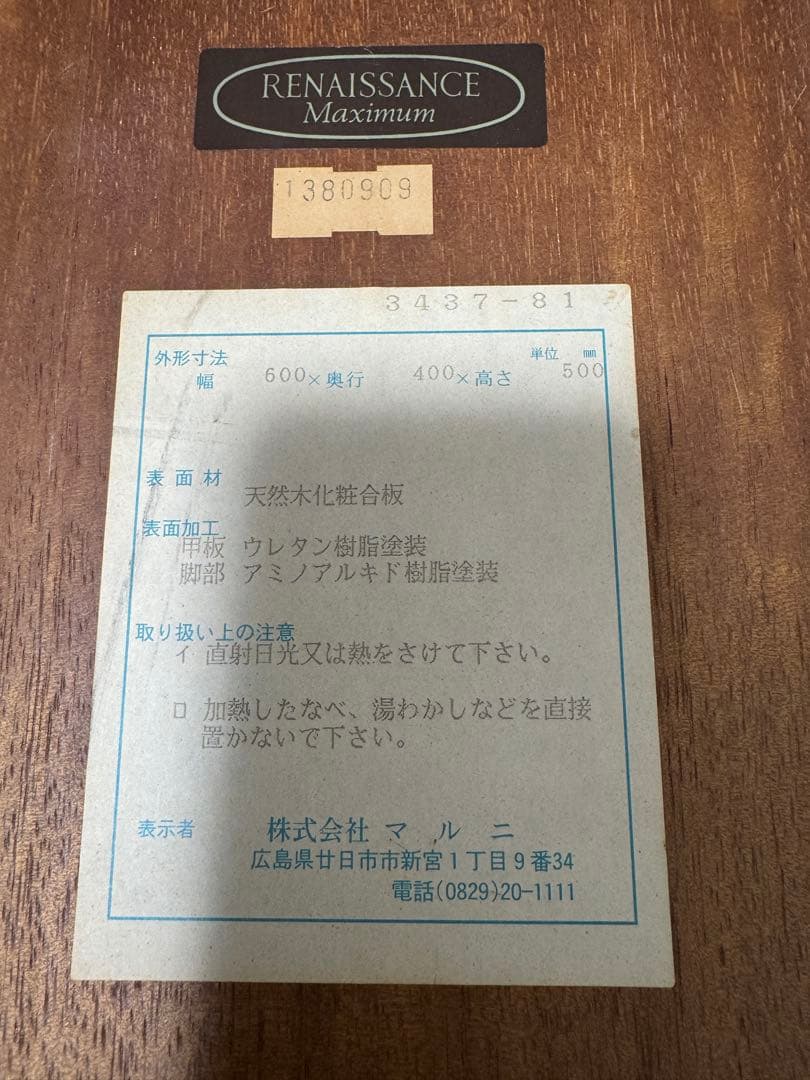 RENAISSANCE
Maximum
1380909
3437-81
外形寸法 単位 ㎜
幅 600×奥行 400×高さ 500
表面材
天然木化粧合板
表面加工
甲板 ウレタン樹脂塗装
脚部 アミノアルキド樹脂塗装
取り扱い上の注意
イ 直射日光又は熱をさけて下さい。
ロ 加熱したなべ、湯わかしなどを直接
置かないで下さい。
表示者 株式会社 マルニ
広島県廿日市市新宮1丁目9番34
電話(0829)20-1111